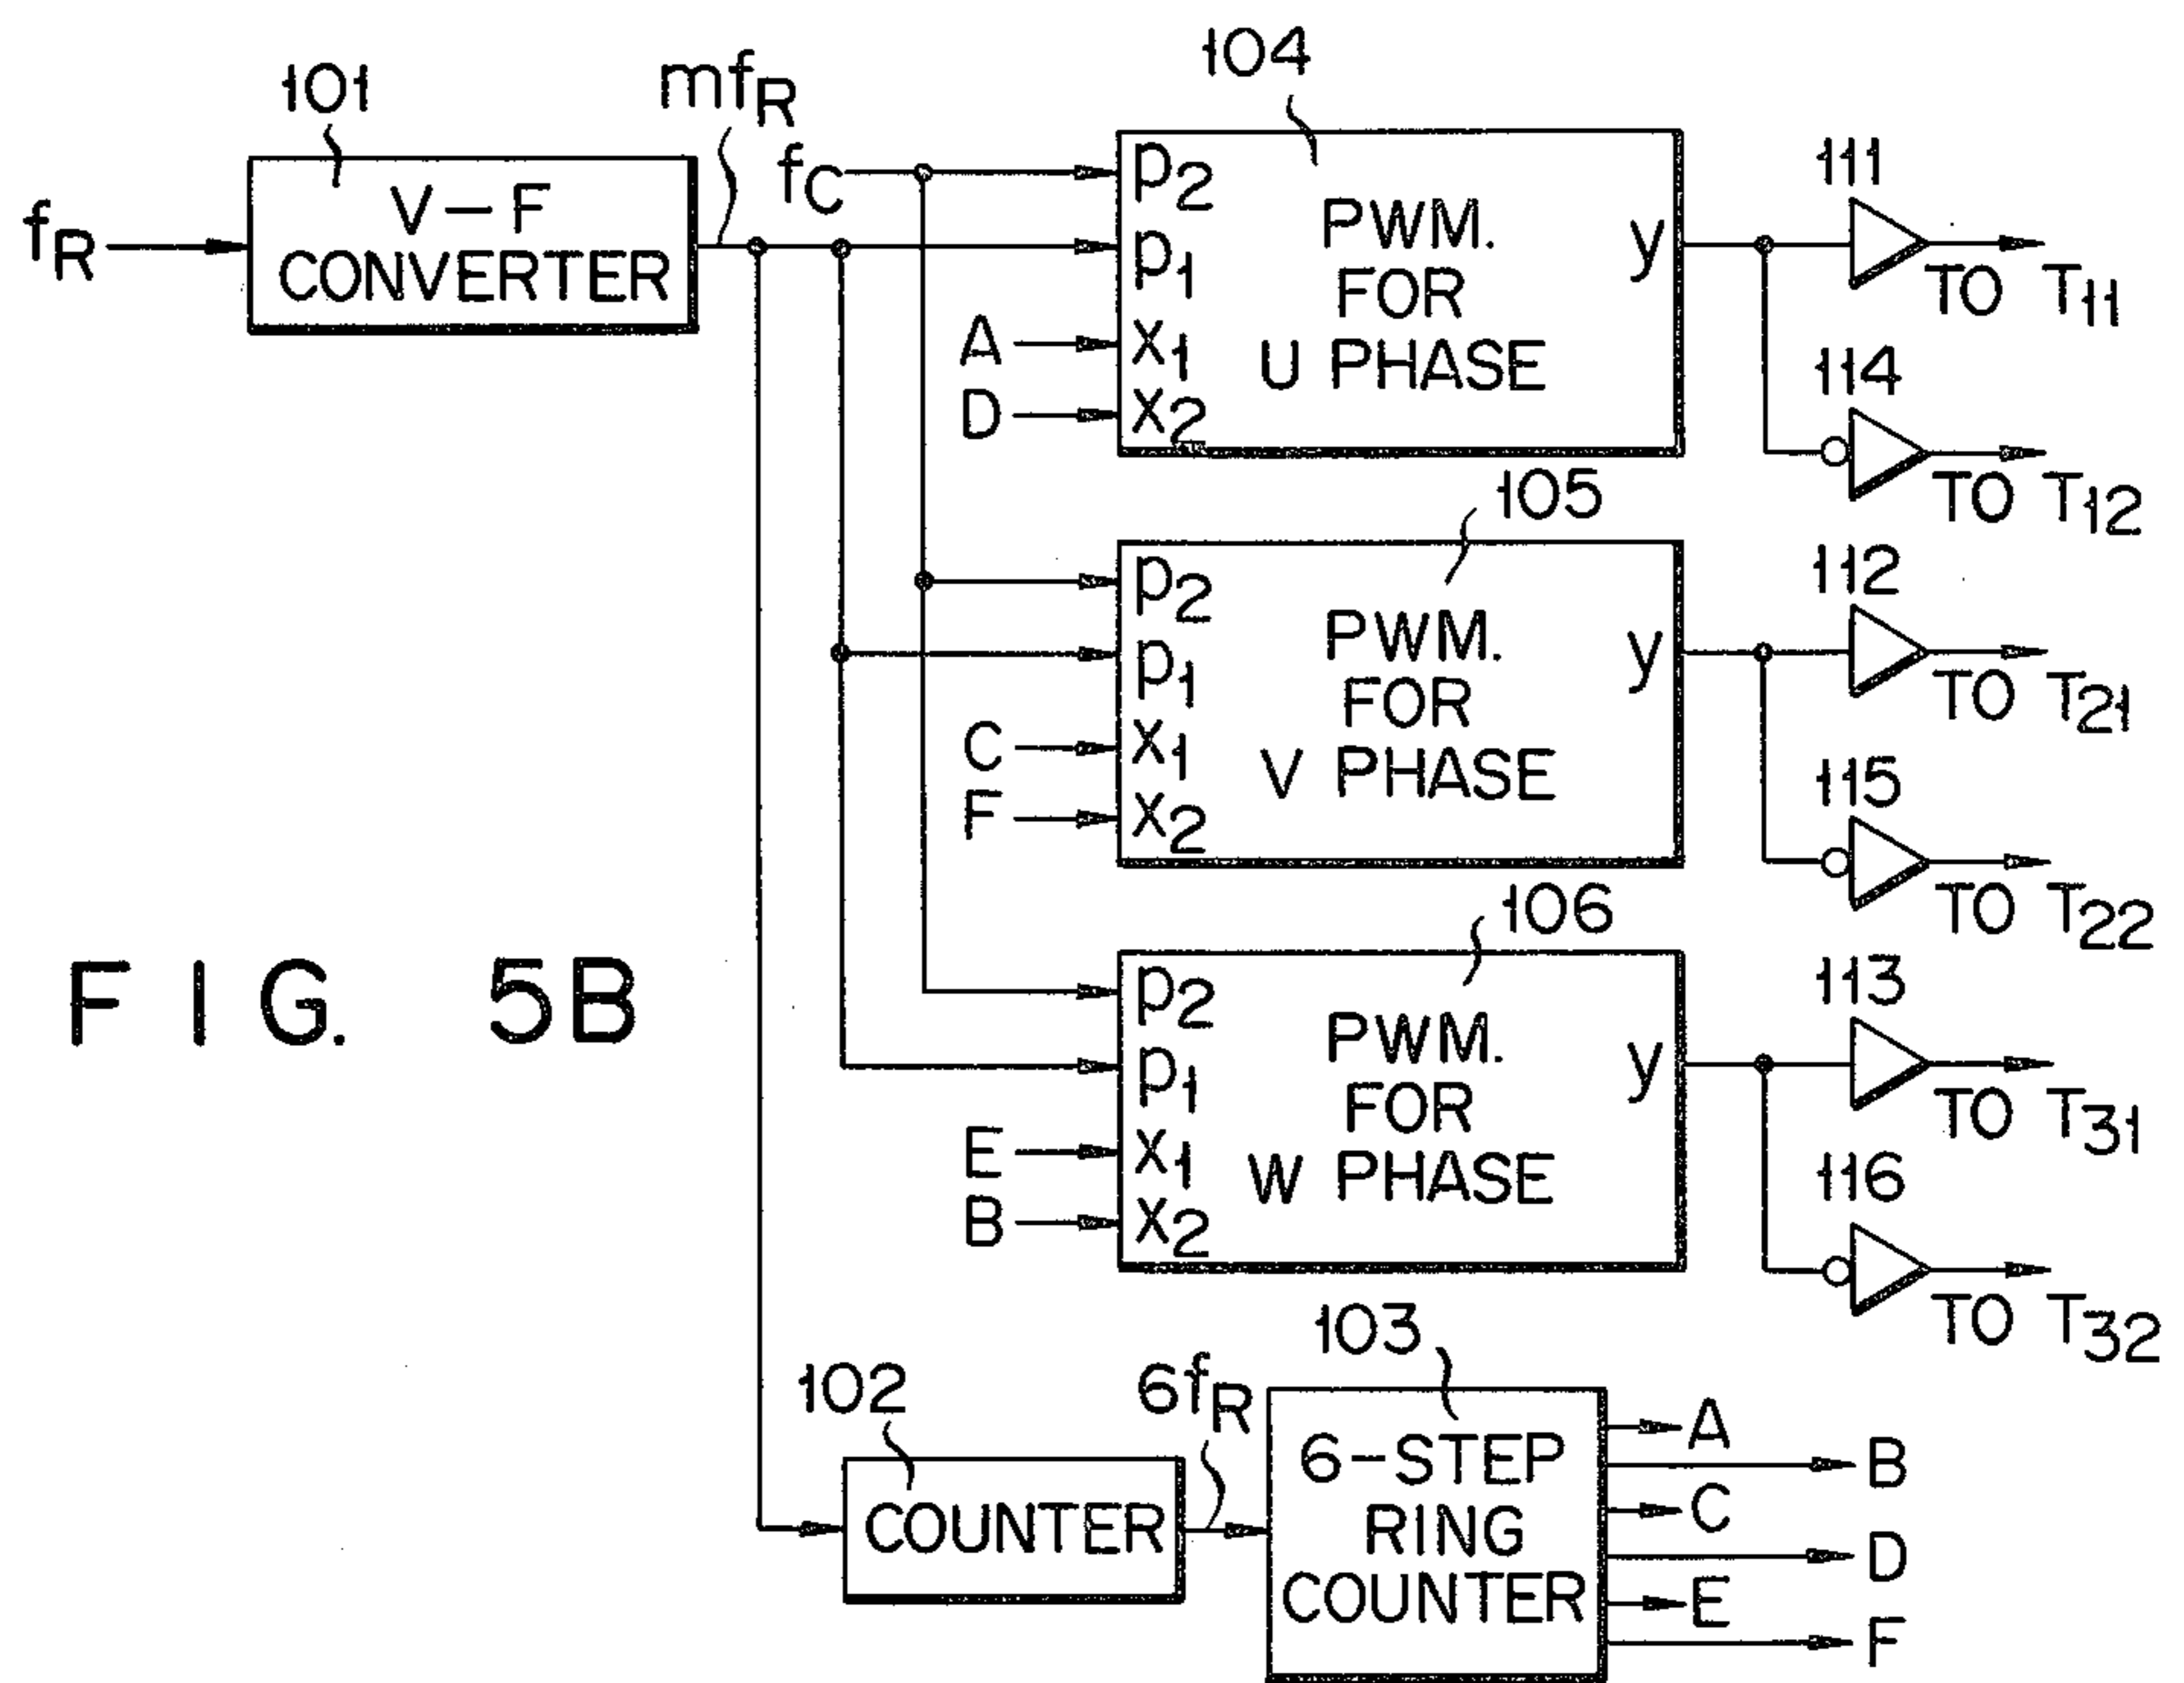 104
101
mfR
fC
111
p2
V-F
CONVERTER
fR
PWM.
FOR
U PHASE
p1
y
TO T11
A
x1
114
D
x2
TO T12
105
112
p2
PWM.
FOR
V PHASE
p1
y
TO T21
C
x1
115
F
x2
TO T22
106
113
FIG. 5B
p2
PWM.
FOR
W PHASE
p1
y
TO T31
E
x1
116
B
x2
TO T32
103
102
6fR
COUNTER
6-STEP
RING
COUNTER
A
B
C
D
E
F